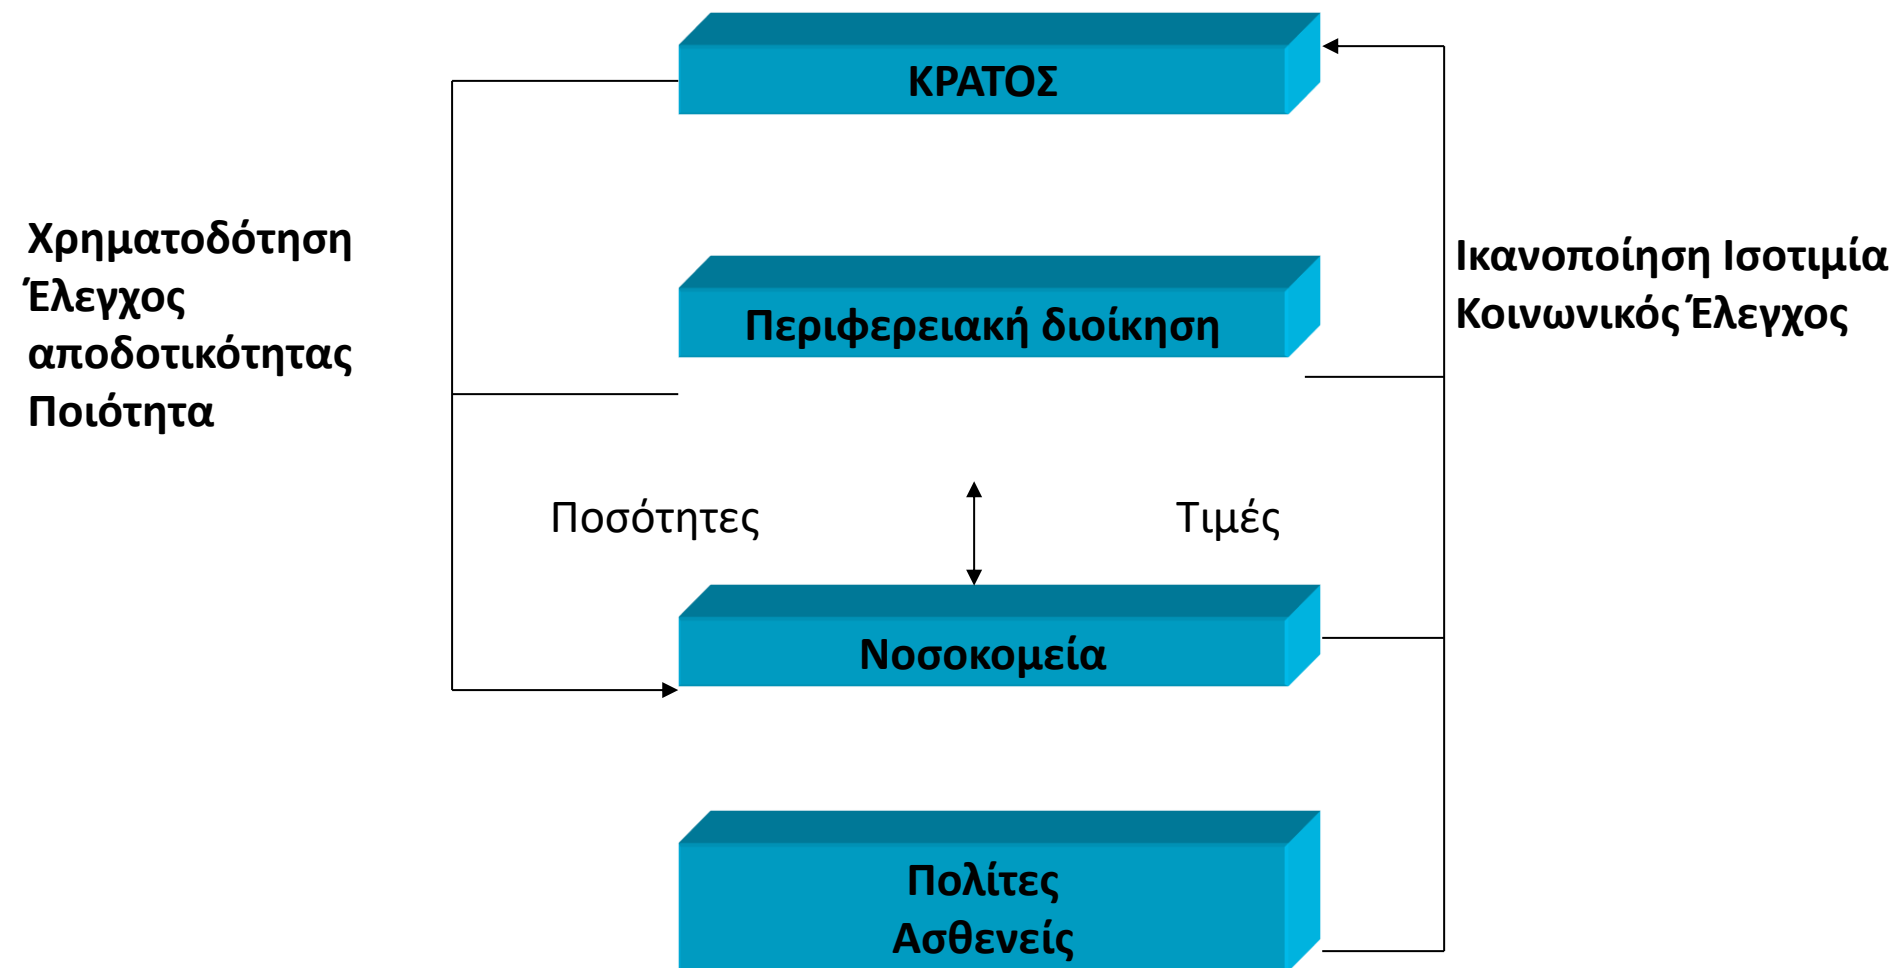 ΚΡΑΤΟΣ
Χρηματοδότηση
Έλεγχος
αποδοτικότητας
Ποιότητα
Ικανοποίηση Ισοτιμία
Κοινωνικός Έλεγχος
Περιφερειακή διοίκηση
Ποσότητες
Τιμές
Νοσοκομεία
Πολίτες
Ασθενείς